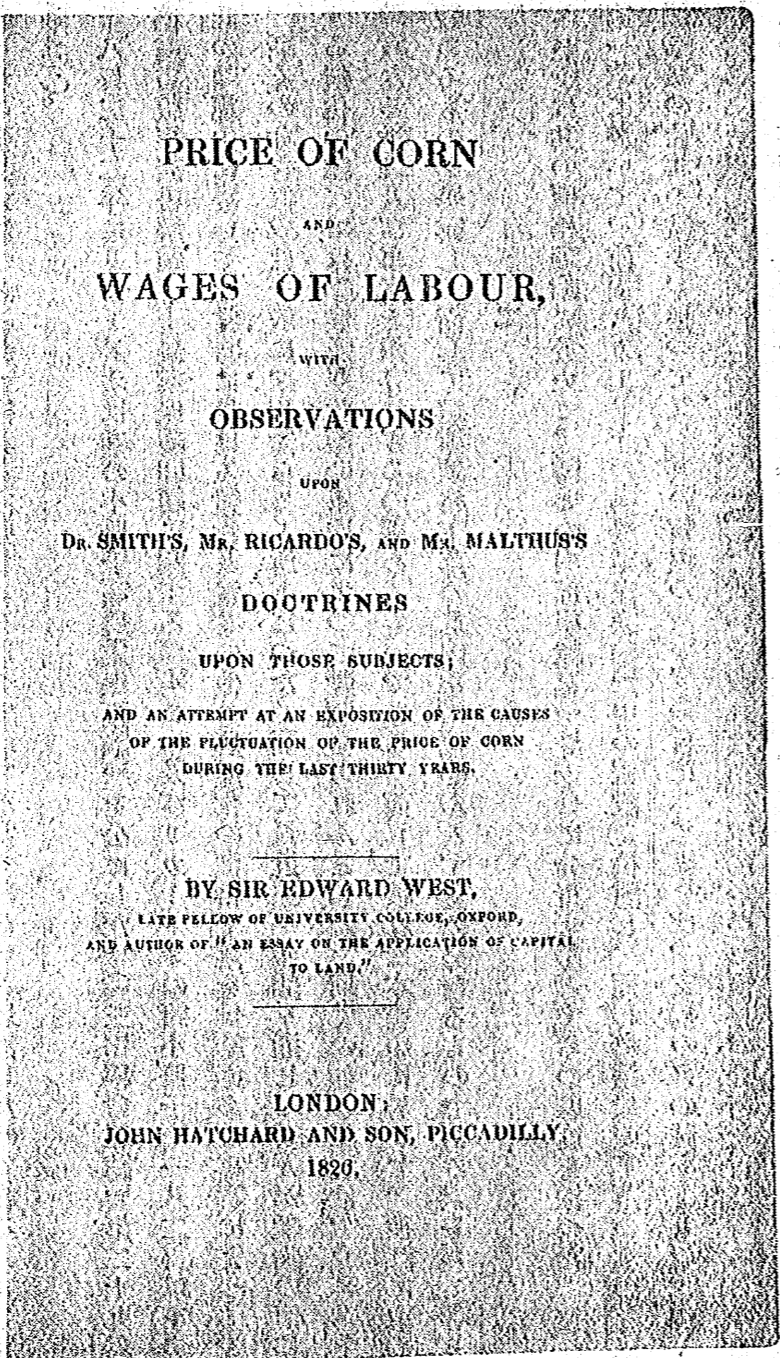 PRICE OF CORN
AND
WAGES OF LABOUR,
WITH
OBSERVATIONS
UPON
DR. SMITH'S, MR. RICARDO'S, AND MR. MALTHUS'S
DOCTRINES
UPON THOSE SUBJECTS;
AND AN ATTEMPT AT AN EXPOSITION OF THE CAUSES
OF THE FLUCTUATION OF THE PRICE OF CORN
DURING THE LAST THIRTY YEARS.
BY SIR EDWARD WEST,
LATE FELLOW OF UNIVERSITY COLLEGE, OXFORD,
AND AUTHOR OF "AN ESSAY ON THE APPLICATION OF CAPITAL
TO LAND."
LONDON:
JOHN HATCHARD AND SON, PICCADILLY.
1826.